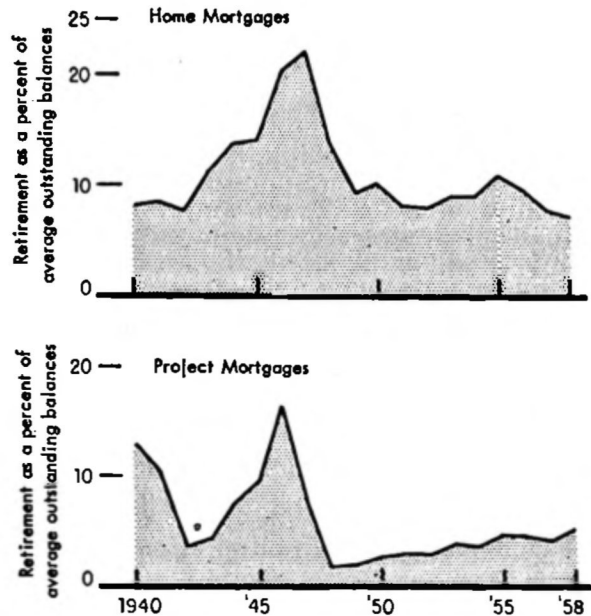 25
Home Mortgages
20
10
0
Retirement as a percent of
average outstanding balances
20
Project Mortgages
10
0
Retirement as a percent of
average outstanding balances
1940 '45 '50 '55 '58